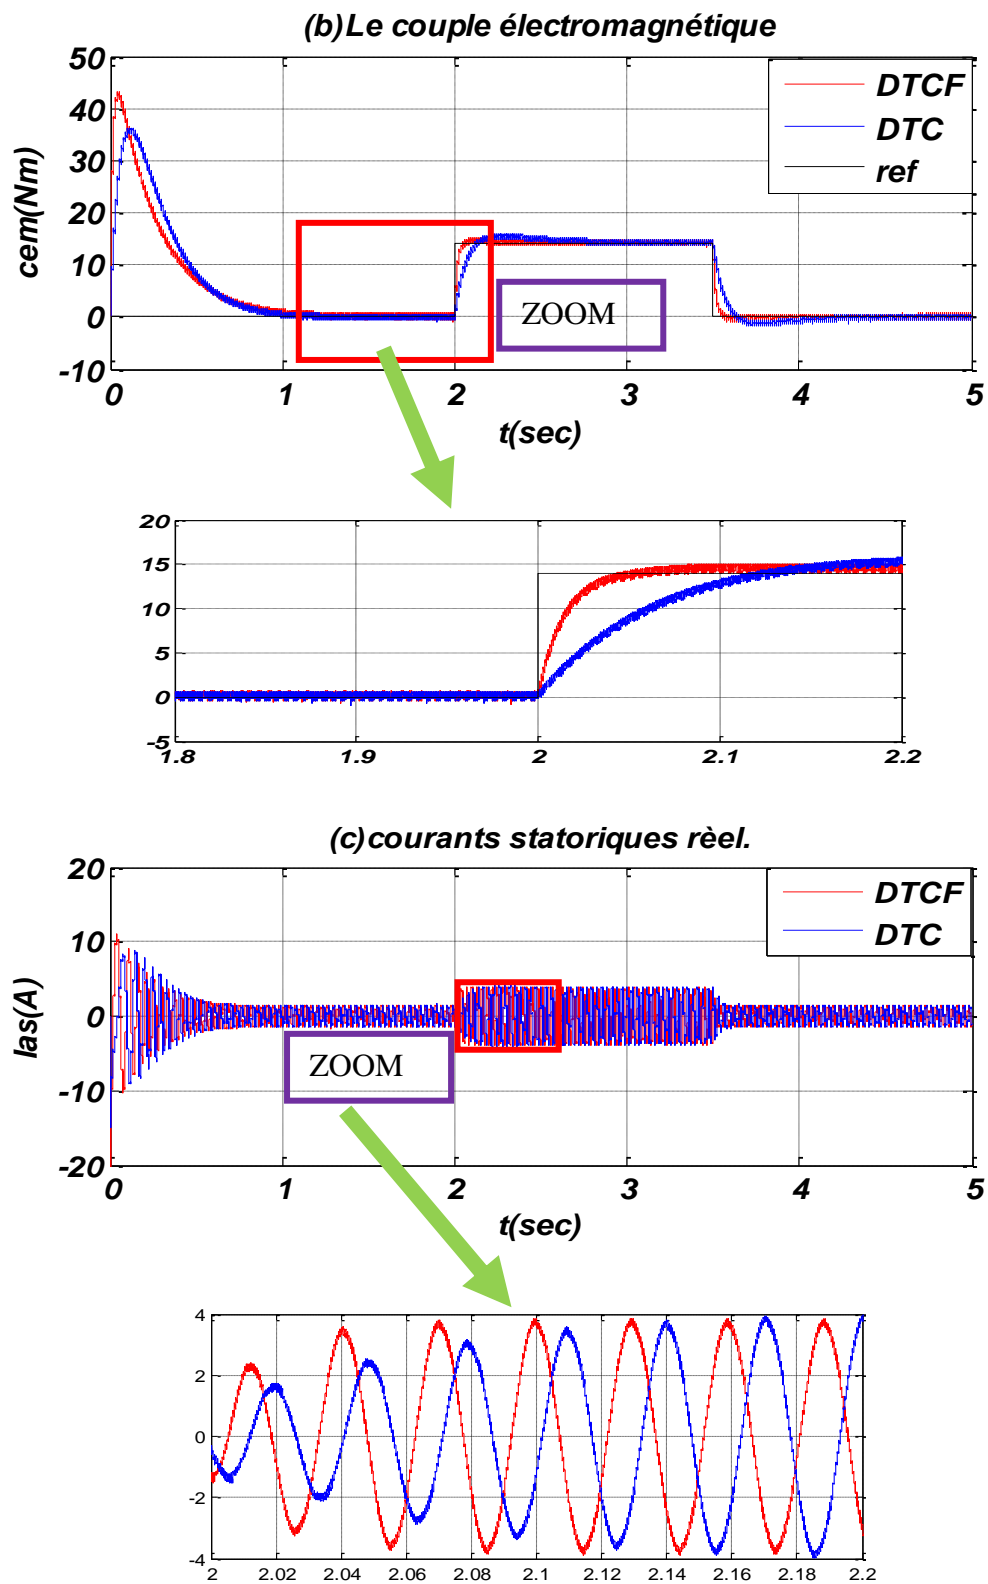 (b)Le couple électromagnétique
50
40
30
20
10
0
-10
cem(Nm)
DTCF
DTC
ref
ZOOM
0 1 2 3 4 5
t(sec)
20
15
10
5
0
-5
1.8 1.9 2 2.1 2.2
(c)courants statoriques rèel.
20
10
0
-10
-20
Ias(A)
DTCF
DTC
ZOOM
0 1 2 3 4 5
t(sec)
4
2
0
-2
-4
2 2.02 2.04 2.06 2.08 2.1 2.12 2.14 2.16 2.18 2.2